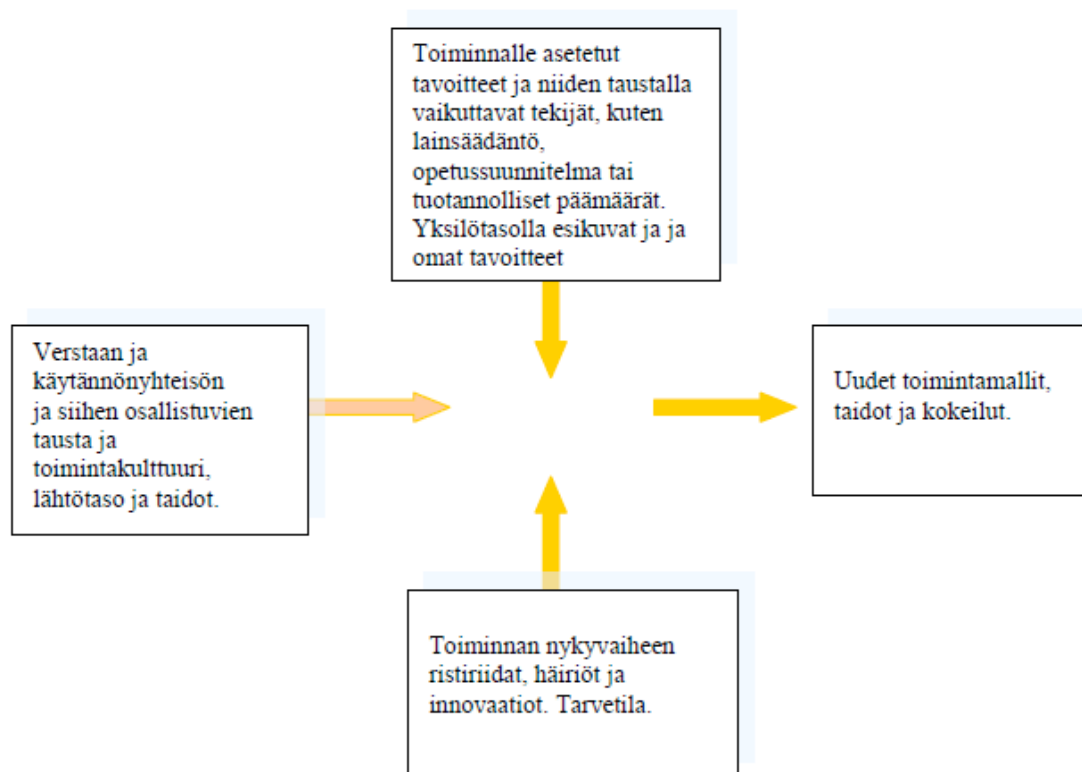 Toiminnalle asetetut
tavoitteet ja niiden taustalla
vaikuttavat tekijät, kuten
lainsäädäntö,
opetussuunnitelma tai
tuotannolliset päämäärät.
Yksilötasolla esikuvat ja ja
omat tavoitteet
Verstaan ja
käytännönyhteisön
ja siihen osallistuvien
tausta ja
toimintakulttuuri,
lähtötaso ja taidot.
Uudet toimintamallit,
taidot ja kokeilut.
Toiminnan nykyvaiheen
ristiriidat, häiriöt ja
innovaatiot. Tarvetila.